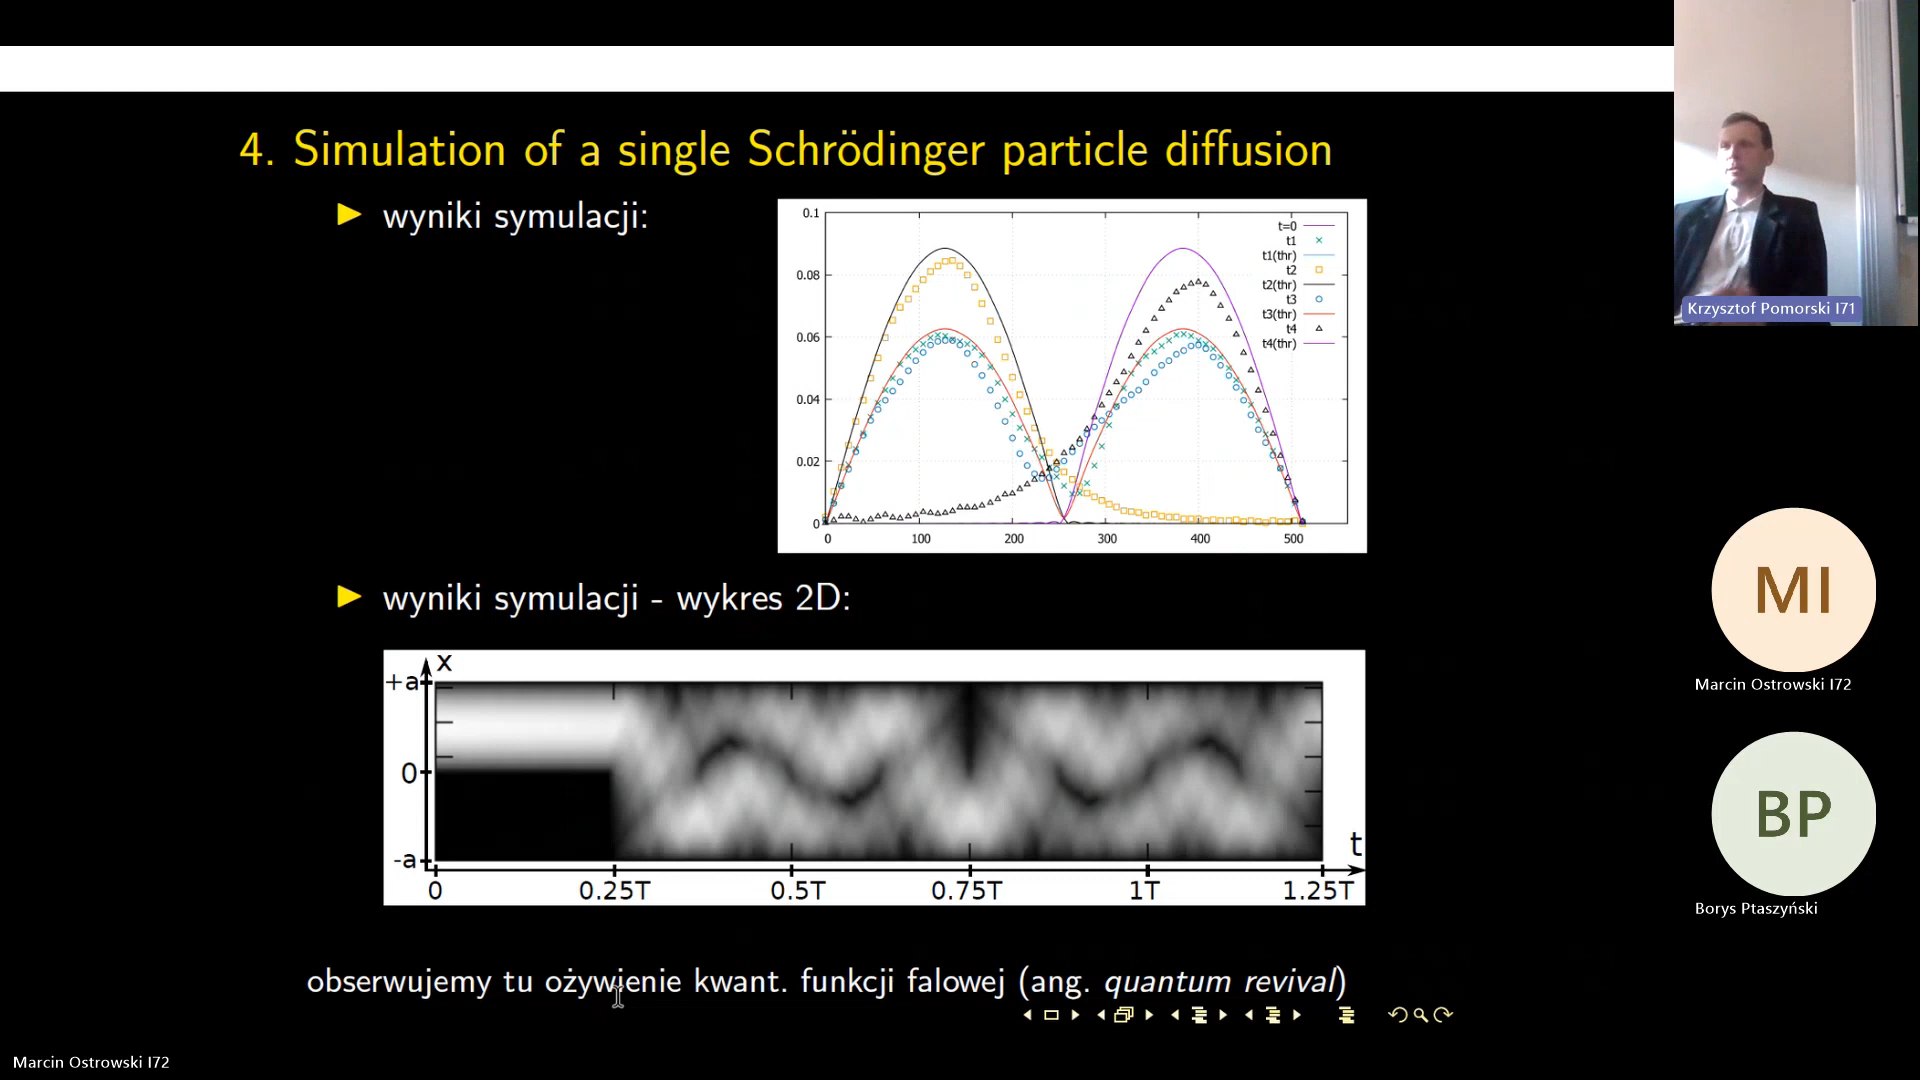 4. Simulation of a single Schrödinger particle diffusion
wyniki symulacji:
0.1
0.08
0.06
0.04
0.02
0
0 100 200 300 400 500
t=0
t1
t1(thr)
t2
t2(thr)
t3
t3(thr)
t4
t4(thr)
wyniki symulacji - wykres 2D:
x
+a
0
-a
t
0 0.25T 0.5T 0.75T 1T 1.25T
obserwujemy tu ożywienie kwant. funkcji falowej (ang. quantum revival)
Krzysztof Pomorski I71
MI
Marcin Ostrowski I72
BP
Borys Ptaszyński
Marcin Ostrowski I72